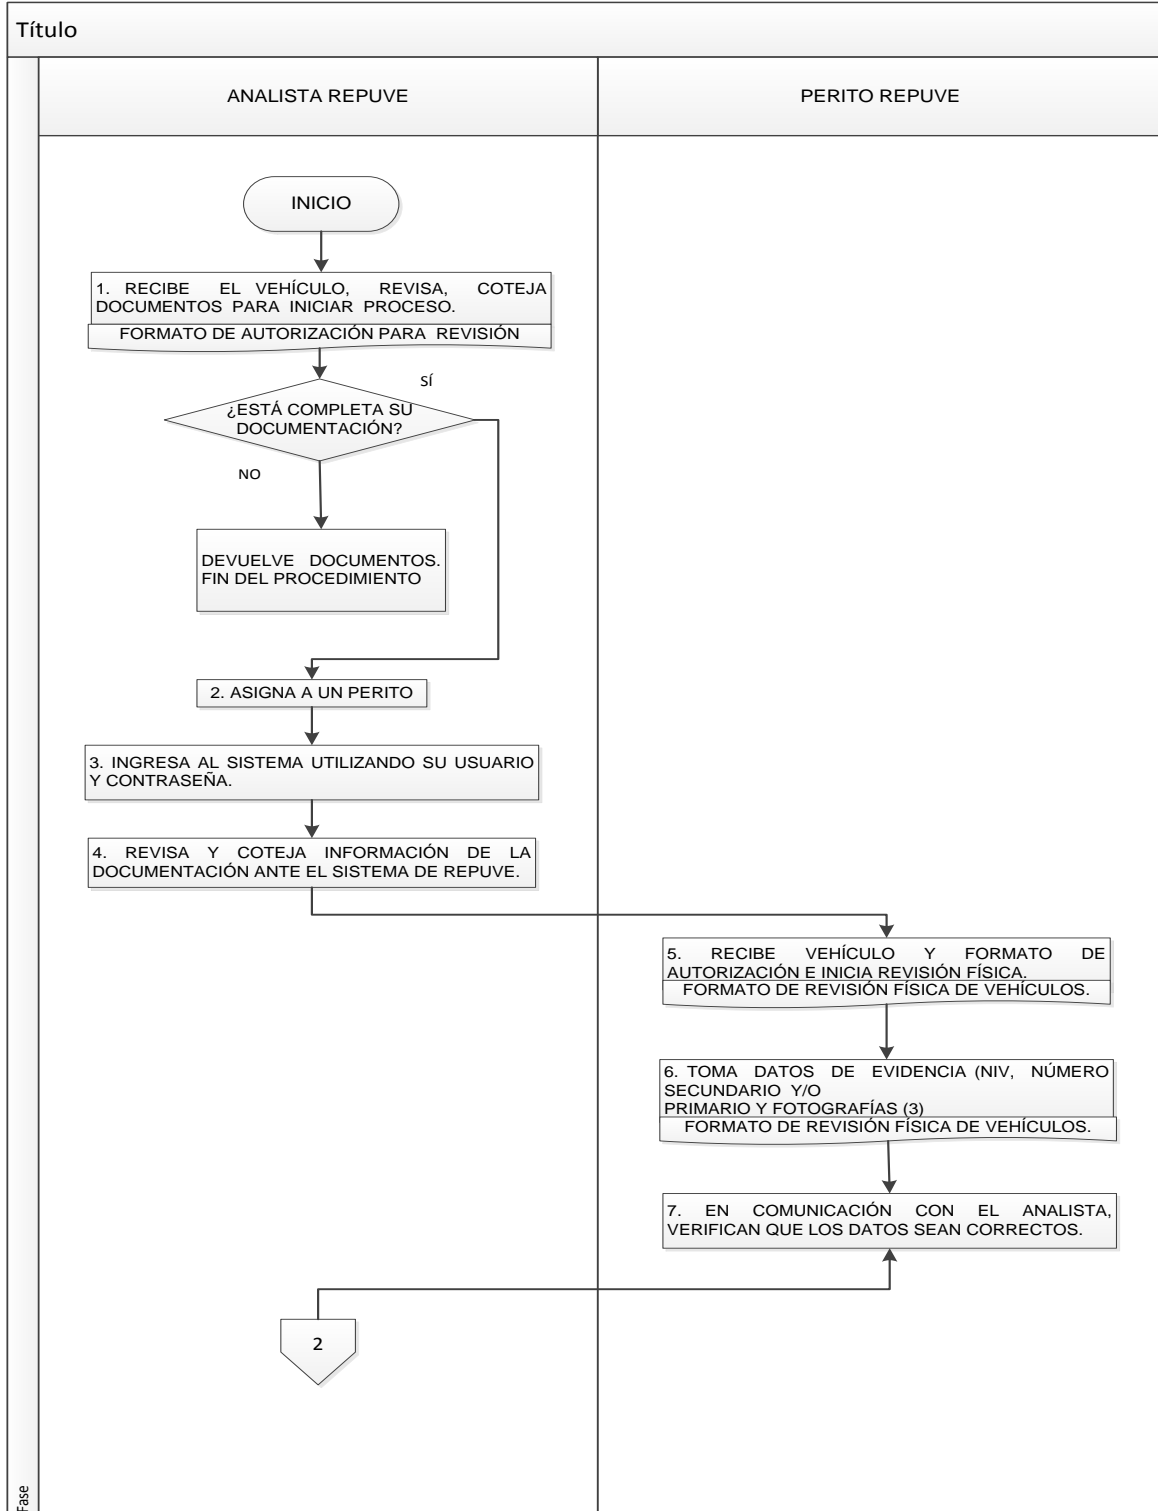 Título
ANALISTA REPUVE
PERITO REPUVE
INICIO
1. RECIBE EL VEHÍCULO, REVISA, COTEJA
DOCUMENTOS PARA INICIAR PROCESO.
FORMATO DE AUTORIZACIÓN PARA REVISIÓN
SÍ
¿ESTÁ COMPLETA SU
DOCUMENTACIÓN?
NO
DEVUELVE DOCUMENTOS.
FIN DEL PROCEDIMIENTO
2. ASIGNA A UN PERITO
3. INGRESA AL SISTEMA UTILIZANDO SU USUARIO
Y CONTRASEÑA.
4. REVISA Y COTEJA INFORMACIÓN DE LA
DOCUMENTACIÓN ANTE EL SISTEMA DE REPUVE.
5. RECIBE VEHÍCULO Y FORMATO DE
AUTORIZACIÓN E INICIA REVISIÓN FÍSICA.
FORMATO DE REVISIÓN FÍSICA DE VEHÍCULOS.
6. TOMA DATOS DE EVIDENCIA (NIV, NÚMERO
SECUNDARIO Y/O
PRIMARIO Y FOTOGRAFÍAS (3)
FORMATO DE REVISIÓN FÍSICA DE VEHÍCULOS.
7. EN COMUNICACIÓN CON EL ANALISTA,
VERIFICAN QUE LOS DATOS SEAN CORRECTOS.
2
Fase